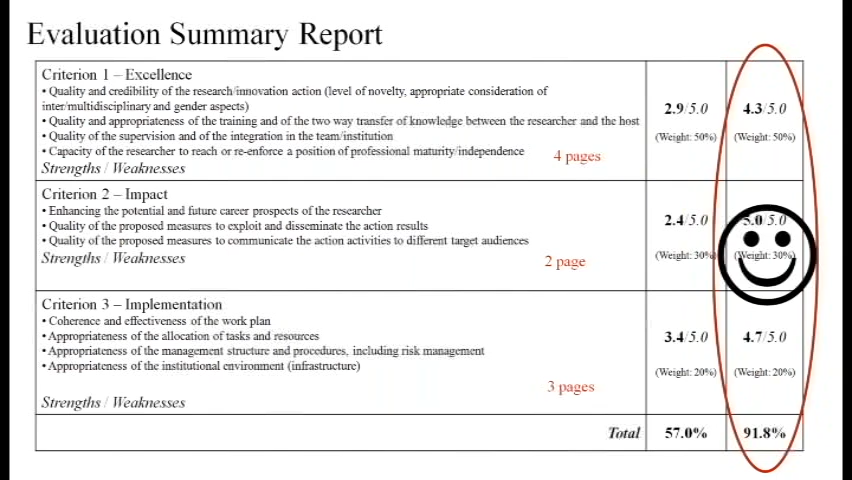 Evaluation Summary Report
Criterion 1 – Excellence
• Quality and credibility of the research/innovation action (level of novelty, appropriate consideration of
inter/multidisciplinary and gender aspects)
• Quality and appropriateness of the training and of the two way transfer of knowledge between the researcher and the host
• Quality of the supervision and of the integration in the team/institution
• Capacity of the researcher to reach or re-enforce a position of professional maturity/independence
4 pages
Strengths / Weaknesses
2.9/5.0
(Weight: 50%)
4.3/5.0
(Weight: 50%)
Criterion 2 – Impact
• Enhancing the potential and future career prospects of the researcher
• Quality of the proposed measures to exploit and disseminate the action results
• Quality of the proposed measures to communicate the action activities to different target audiences
Strengths / Weaknesses
2 page
2.4/5.0
(Weight: 30%)
5.0/5.0
(Weight: 30%)
Criterion 3 – Implementation
• Coherence and effectiveness of the work plan
• Appropriateness of the allocation of tasks and resources
• Appropriateness of the management structure and procedures, including risk management
• Appropriateness of the institutional environment (infrastructure)
3 pages
Strengths / Weaknesses
3.4/5.0
(Weight: 20%)
4.7/5.0
(Weight: 20%)
Total
57.0%
91.8%